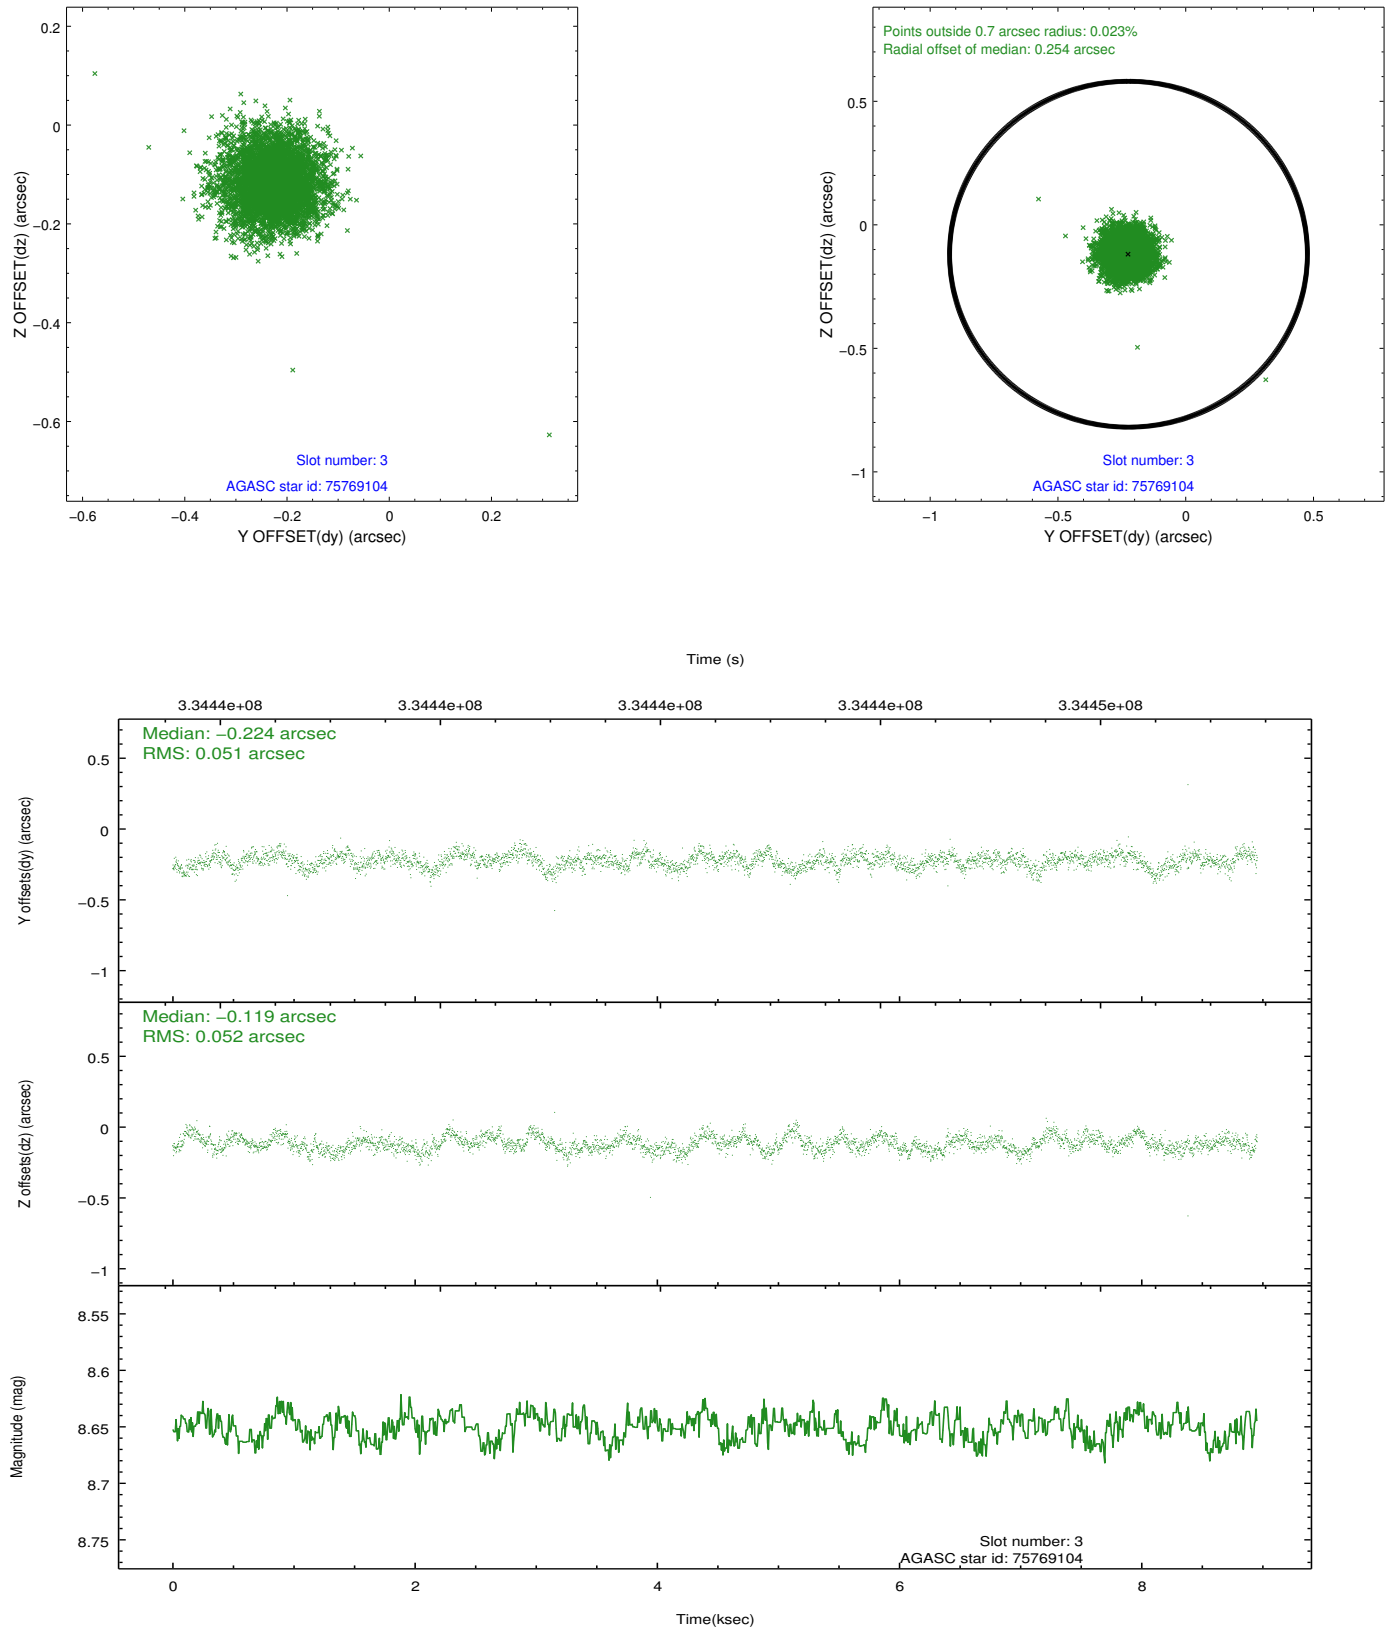 0.2
0
−0.2
−0.4
−0.6
Z OFFSET(dz) (arcsec)
Slot number: 3
AGASC star id: 75769104
−0.6 −0.4 −0.2 0 0.2
Y OFFSET(dy) (arcsec)
Points outside 0.7 arcsec radius: 0.023%
Radial offset of median: 0.254 arcsec
0.5
0
−0.5
−1
Z OFFSET(dz) (arcsec)
Slot number: 3
AGASC star id: 75769104
−1 −0.5 0 0.5
Y OFFSET(dy) (arcsec)
Time (s)
3.3444e+08 3.3444e+08 3.3444e+08 3.3444e+08 3.3445e+08
Median: −0.224 arcsec
RMS: 0.051 arcsec
0.5
0
−0.5
−1
Y offsets(dy) (arcsec)
Median: −0.119 arcsec
RMS: 0.052 arcsec
0.5
0
−0.5
−1
Z offsets(dz) (arcsec)
8.55
8.6
8.65
8.7
8.75
Magnitude (mag)
Slot number: 3
AGASC star id: 75769104
0 2 4 6 8
Time(ksec)